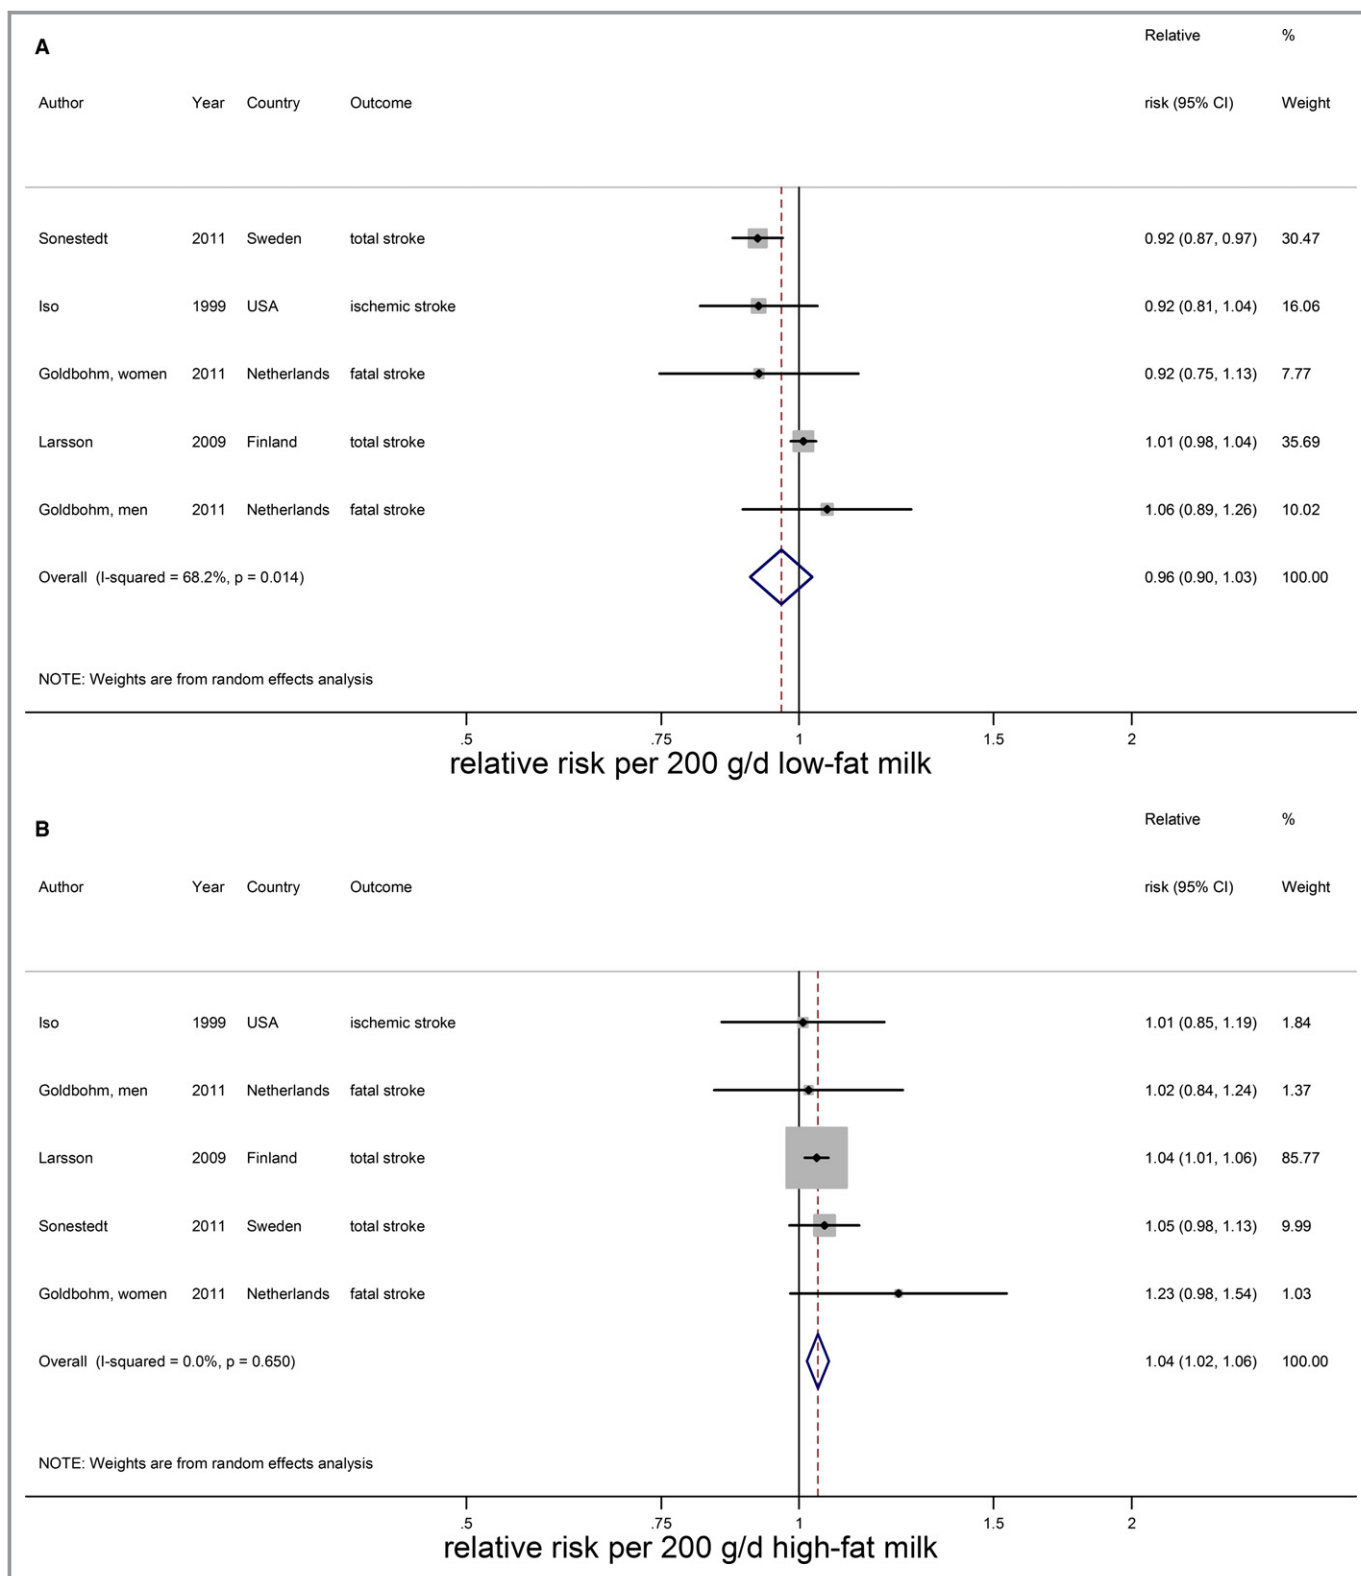 A
Relative %
Author Year Country Outcome risk (95% CI) Weight
Sonestedt 2011 Sweden total stroke 0.92 (0.87, 0.97) 30.47
Iso 1999 USA ischemic stroke 0.92 (0.81, 1.04) 16.06
Goldbohm, women 2011 Netherlands fatal stroke 0.92 (0.75, 1.13) 7.77
Larsson 2009 Finland total stroke 1.01 (0.98, 1.04) 35.69
Goldbohm, men 2011 Netherlands fatal stroke 1.06 (0.89, 1.26) 10.02
Overall (I-squared = 68.2%, p = 0.014) 0.96 (0.90, 1.03) 100.00
NOTE: Weights are from random effects analysis
.5 .75 1 1.5 2
relative risk per 200 g/d low-fat milk
B
Relative %
Author Year Country Outcome risk (95% CI) Weight
Iso 1999 USA ischemic stroke 1.01 (0.85, 1.19) 1.84
Goldbohm, men 2011 Netherlands fatal stroke 1.02 (0.84, 1.24) 1.37
Larsson 2009 Finland total stroke 1.04 (1.01, 1.06) 85.77
Sonestedt 2011 Sweden total stroke 1.05 (0.98, 1.13) 9.99
Goldbohm, women 2011 Netherlands fatal stroke 1.23 (0.98, 1.54) 1.03
Overall (I-squared = 0.0%, p = 0.650) 1.04 (1.02, 1.06) 100.00
NOTE: Weights are from random effects analysis
.5 .75 1 1.5 2
relative risk per 200 g/d high-fat milk